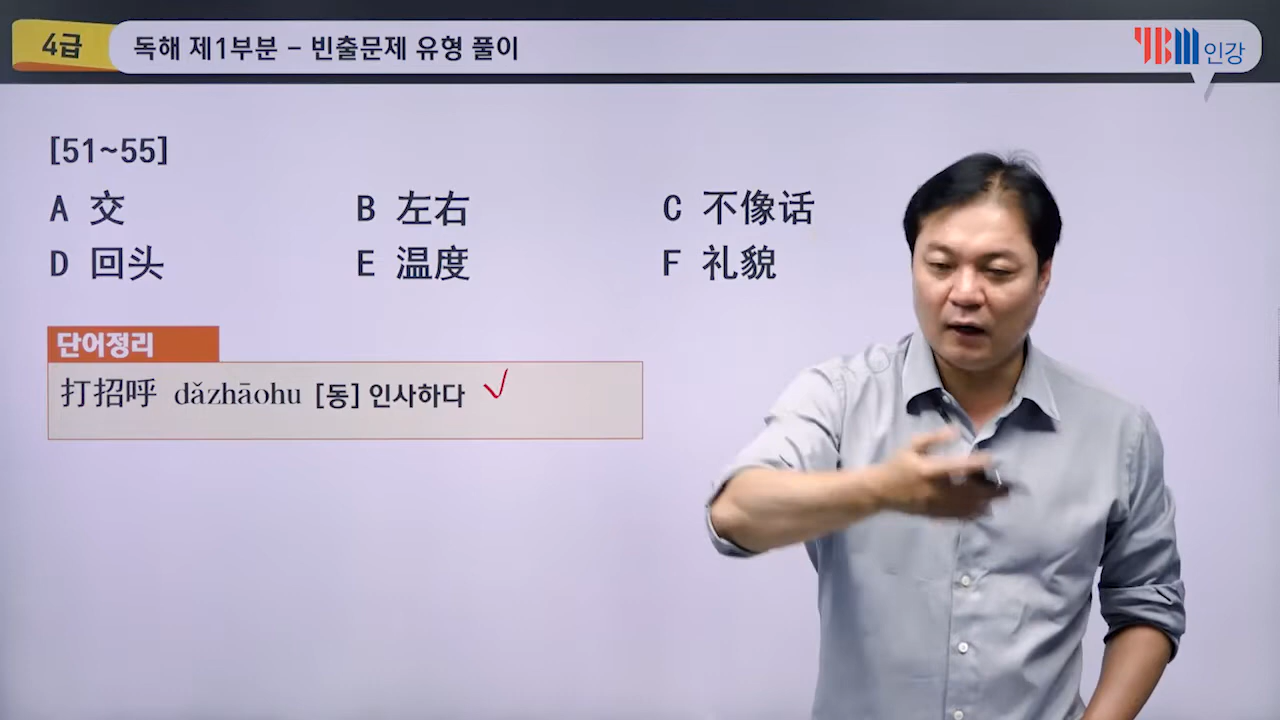 4급 독해 제1부분 – 빈출문제 유형 풀이 YBM 인강
[51~55]
A 交 B 左右 C 不像话
D 回头 E 温度 F 礼貌
단어정리
打招呼 dǎzhāohu [동] 인사하다